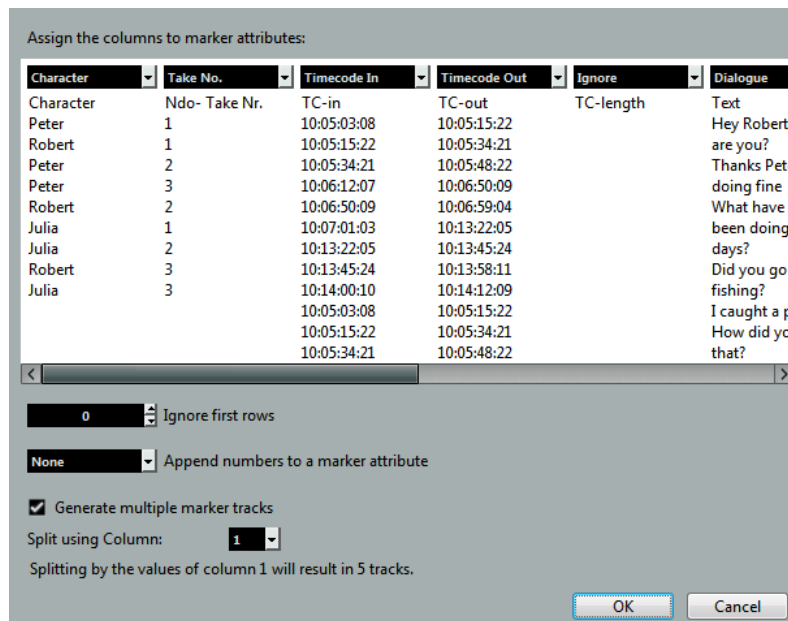 Assign the columns to marker attributes:
Character Take No. Timecode In Timecode Out Ignore Dialogue
Character Ndo- Take Nr. TC-in TC-out TC-length Text
Peter 1 10:05:03:08 10:05:15:22 Hey Robert
Robert 1 10:05:15:22 10:05:34:21 are you?
Peter 2 10:05:34:21 10:05:48:22 Thanks Pet
Peter 3 10:06:12:07 10:06:50:09 doing fine
Robert 2 10:06:50:09 10:06:59:04 What have
Julia 1 10:07:01:03 10:13:22:05 been doing
Julia 2 10:13:22:05 10:13:45:24 days?
Robert 3 10:13:45:24 10:13:58:11 Did you go
Julia 3 10:14:00:10 10:14:12:09 fishing?
10:05:03:08 10:05:15:22 I caught a p
10:05:15:22 10:05:34:21 How did yo
10:05:34:21 10:05:48:22 that?
0 Ignore first rows
None Append numbers to a marker attribute
Generate multiple marker tracks
Split using Column: 1
Splitting by the values of column 1 will result in 5 tracks.
OK Cancel